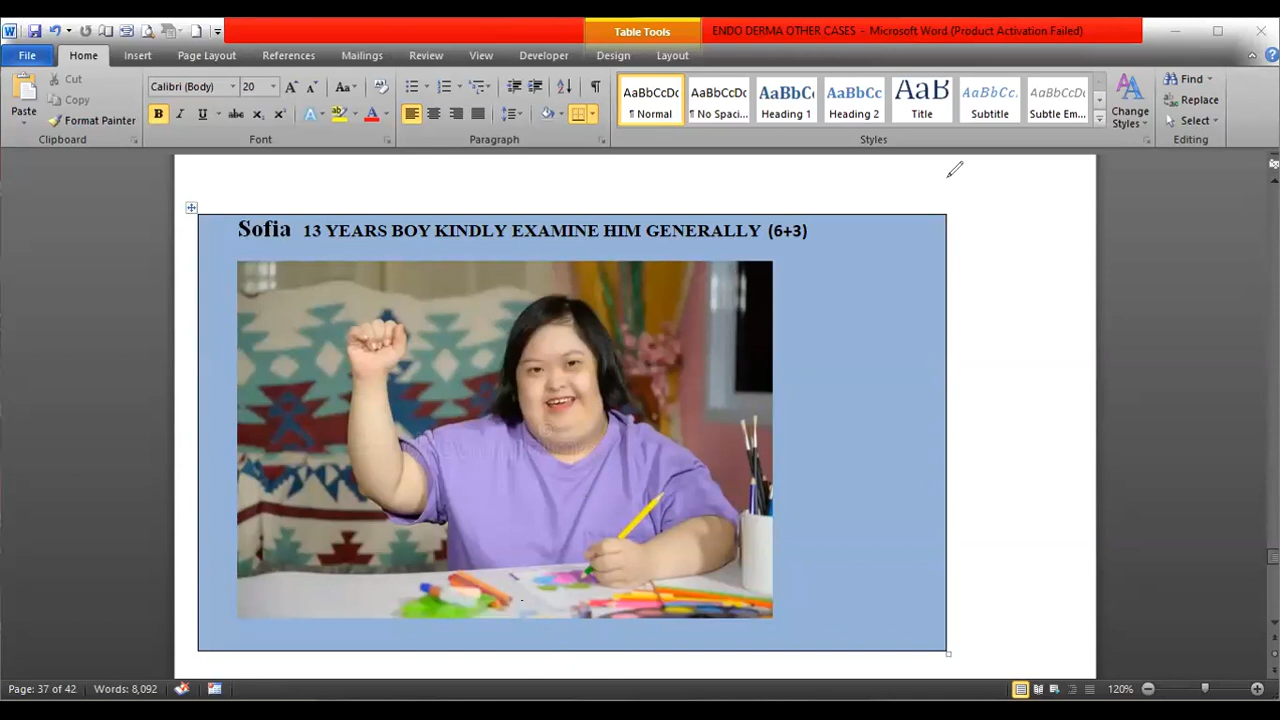 ENDO DERMA OTHER CASES - Microsoft Word (Product Activation Failed)
Table Tools
File Home Insert Page Layout References Mailings Review View Developer Design Layout
Cut
Copy
Paste
Format Painter
Clipboard
Calibri (Body) 20
Font
Paragraph
AaBbCcDc AaBbCcDc AaBbC AaBbCc AaB AaBbCc. AaBbCcDc
¶ Normal ¶ No Spaci... Heading 1 Heading 2 Title Subtitle Subtle Em...
Change
Styles
Styles
Find
Replace
Select
Editing
Sofia 13 YEARS BOY KINDLY EXAMINE HIM GENERALLY (6+3)
Page: 37 of 42 Words: 8,092 120%